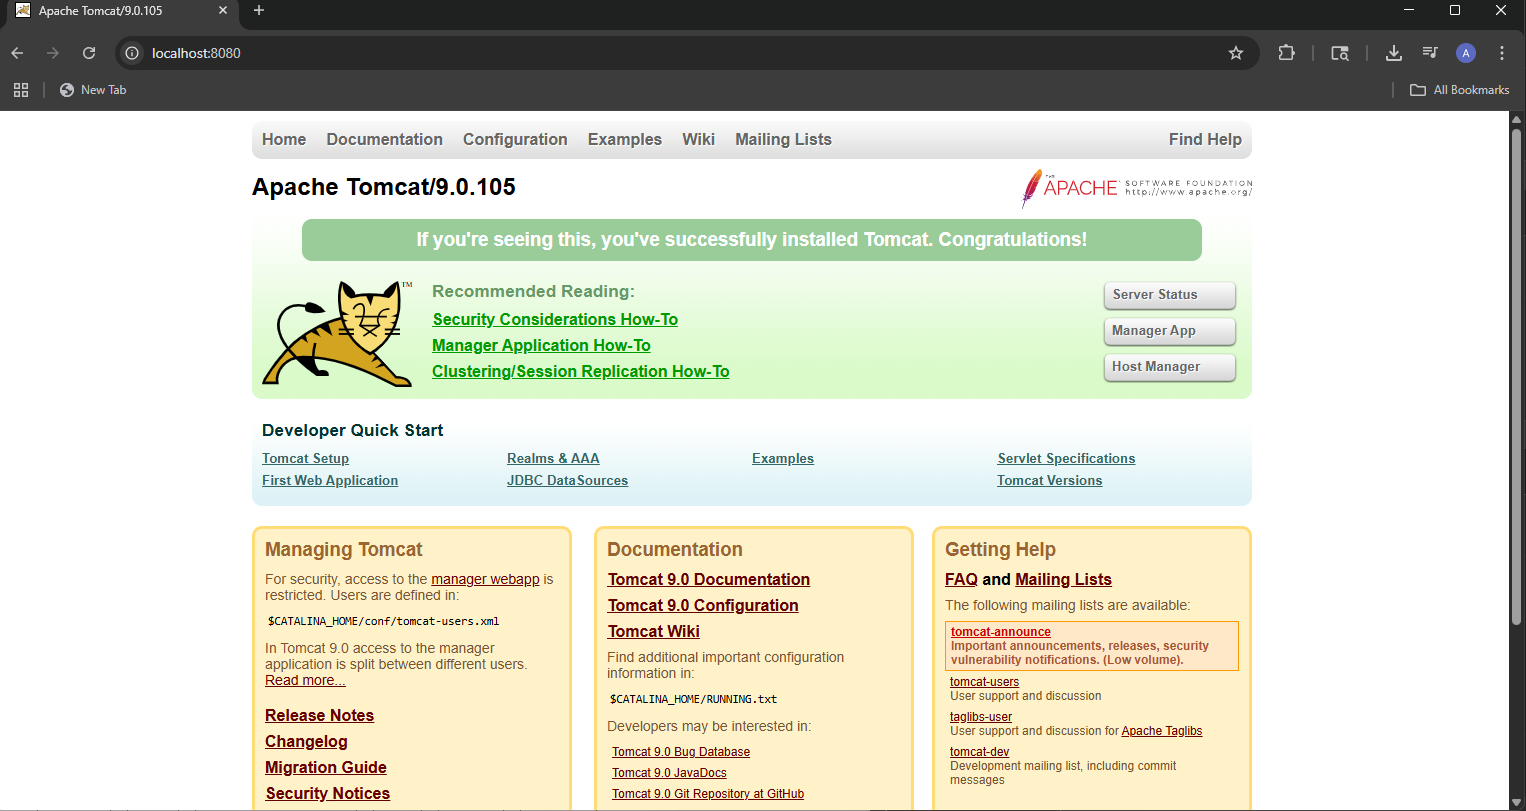 Apache Tomcat/9.0.105
localhost:8080
A
New Tab
All Bookmarks
Home Documentation Configuration Examples Wiki Mailing Lists Find Help
Apache Tomcat/9.0.105
THE
APACHE SOFTWARE FOUNDATION
http://www.apache.org/
If you're seeing this, you've successfully installed Tomcat. Congratulations!
TM
Recommended Reading:
Security Considerations How-To
Manager Application How-To
Clustering/Session Replication How-To
Server Status
Manager App
Host Manager
Developer Quick Start
Tomcat Setup
First Web Application
Realms & AAA
JDBC DataSources
Examples
Servlet Specifications
Tomcat Versions
Managing Tomcat
For security, access to the manager webapp is
restricted. Users are defined in:
$CATALINA_HOME/conf/tomcat-users.xml
In Tomcat 9.0 access to the manager
application is split between different users.
Read more...
Release Notes
Changelog
Migration Guide
Security Notices
Documentation
Tomcat 9.0 Documentation
Tomcat 9.0 Configuration
Tomcat Wiki
Find additional important configuration
information in:
$CATALINA_HOME/RUNNING.txt
Developers may be interested in:
Tomcat 9.0 Bug Database
Tomcat 9.0 JavaDocs
Tomcat 9.0 Git Repository at GitHub
Getting Help
FAQ and Mailing Lists
The following mailing lists are available:
tomcat-announce
Important announcements, releases, security
vulnerability notifications. (Low volume).
tomcat-users
User support and discussion
taglibs-user
User support and discussion for Apache Taglibs
tomcat-dev
Development mailing list, including commit
messages